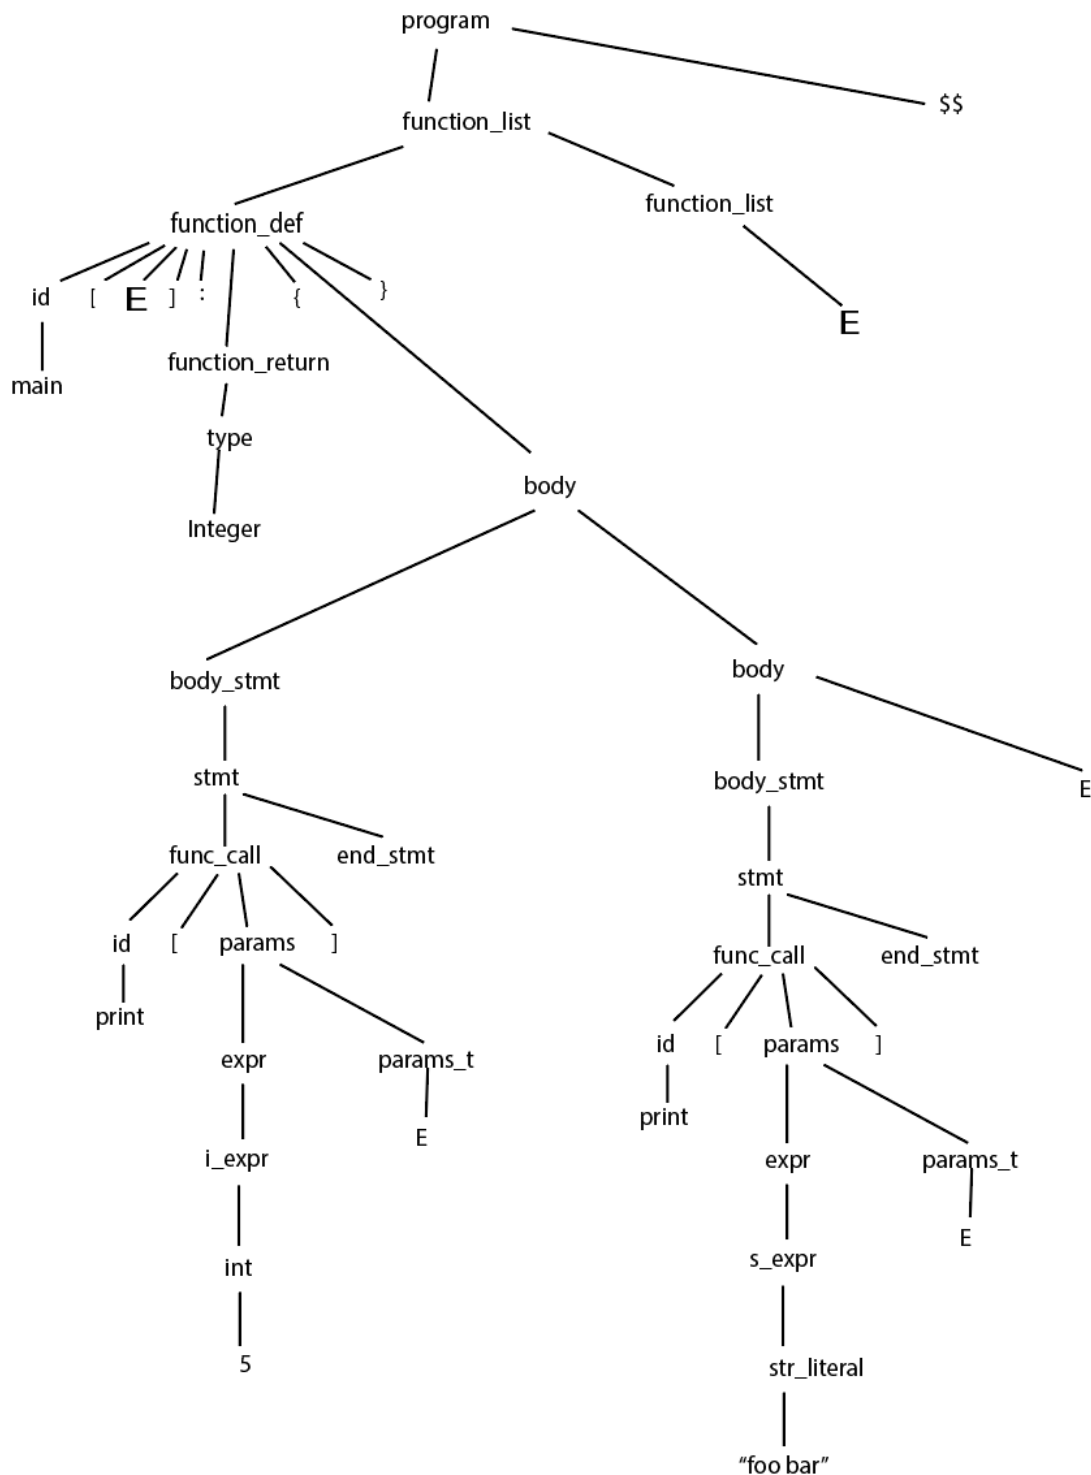 program
$$
function_list
function_list
function_def
id [ E ] : { }
E
function_return
main
type
body
Integer
body
body_stmt
stmt
body_stmt
E
func_call end_stmt
stmt
id [ params ]
func_call end_stmt
print
expr params_t
id [ params ]
print
E
i_expr
expr params_t
E
int
s_expr
5
str_literal
“foo bar”